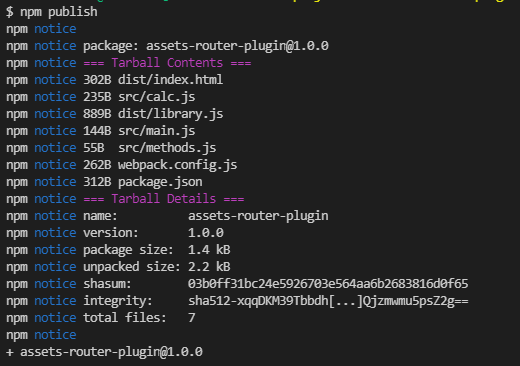 $ npm publish
npm notice
npm notice package: assets-router-plugin@1.0.0
npm notice === Tarball Contents ===
npm notice 302B dist/index.html
npm notice 235B src/calc.js
npm notice 889B dist/library.js
npm notice 144B src/main.js
npm notice 55B  src/methods.js
npm notice 262B webpack.config.js
npm notice 312B package.json
npm notice === Tarball Details ===
npm notice name:          assets-router-plugin
npm notice version:       1.0.0
npm notice package size:  1.4 kB
npm notice unpacked size: 2.2 kB
npm notice shasum:        03b0ff31bc24e5926703e564aa6b2683816d0f65
npm notice integrity:     sha512-xqqDKM39Tbbdh[...]Qjzmwmu5psZ2g==
npm notice total files:   7
npm notice
+ assets-router-plugin@1.0.0